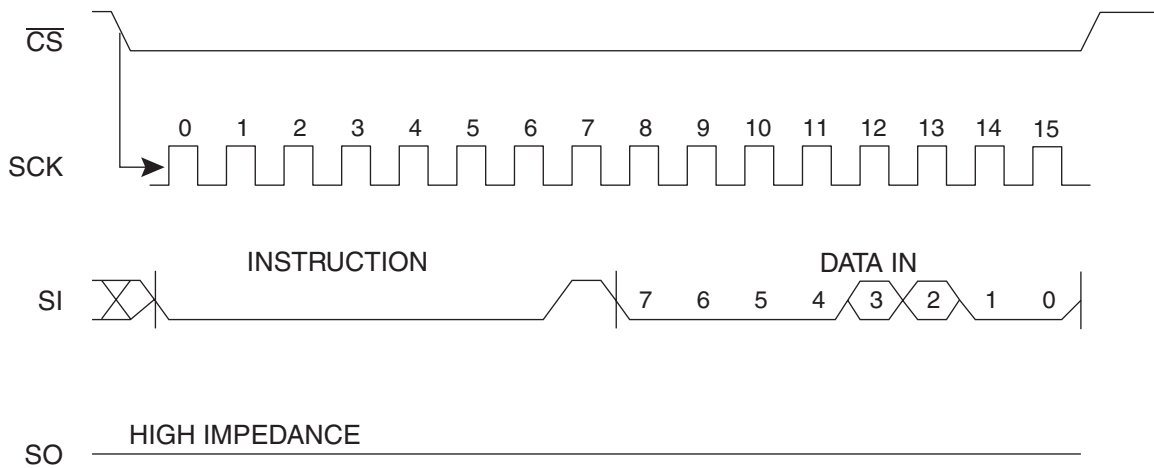 CS
0 1 2 3 4 5 6 7 8 9 10 11 12 13 14 15
SCK
INSTRUCTION DATA IN
SI 7 6 5 4 3 2 1 0
HIGH IMPEDANCE
SO